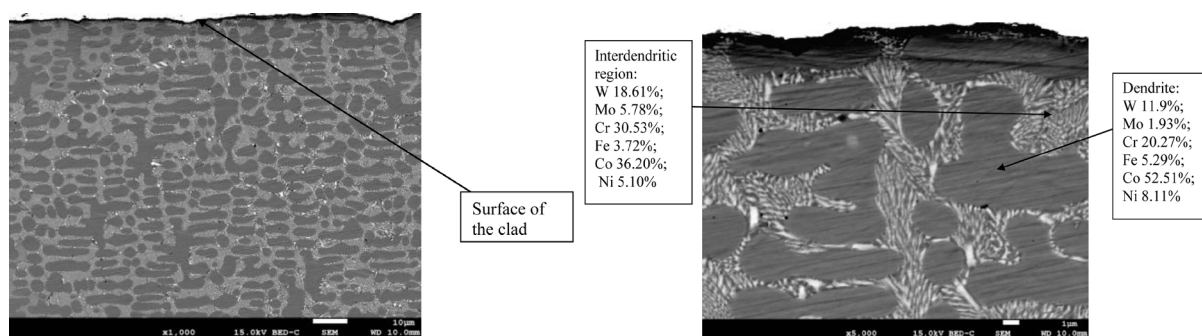 Surface of
the clad
x1,000 15.0kV BED-C SEM WD 10.0mm
10µm
Interdendritic
region:
W 18.61%;
Mo 5.78%;
Cr 30.53%;
Fe 3.72%;
Co 36.20%;
Ni 5.10%
Dendrite:
W 11.9%;
Mo 1.93%;
Cr 20.27%;
Fe 5.29%;
Co 52.51%;
Ni 8.11%
x5,000 15.0kV BED-C SEM WD 10.0mm
1µm